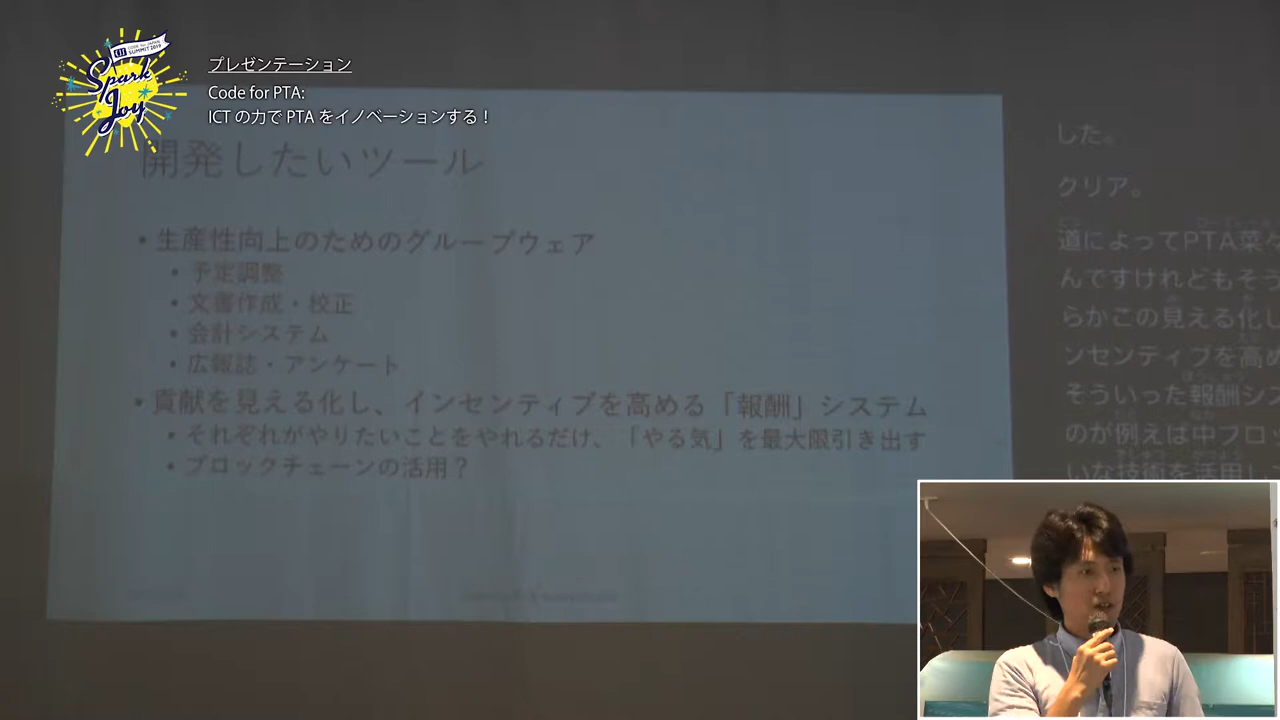 CODE for JAPAN
SUMMIT 2019
Spark
Joy
プレゼンテーション
Code for PTA:
ICT の力で PTA をイノベーションする！
開発したいツール
• 生産性向上のためのグループウェア
• 予定調整
• 文書作成・校正
• 会計システム
• 広報誌・アンケート
• 貢献を見える化し、インセンティブを高める「報酬」システム
• それぞれがやりたいことをやれるだけ、「やる気」を最大限引き出す
• ブロックチェーンの活用？
した。
クリア。
道によってPTA菜々
んですけれどもそう
らかこの見える化し
ンセンティブを高め
そういった報酬シス
のが例えば中ブロッ
いな技術を活用し